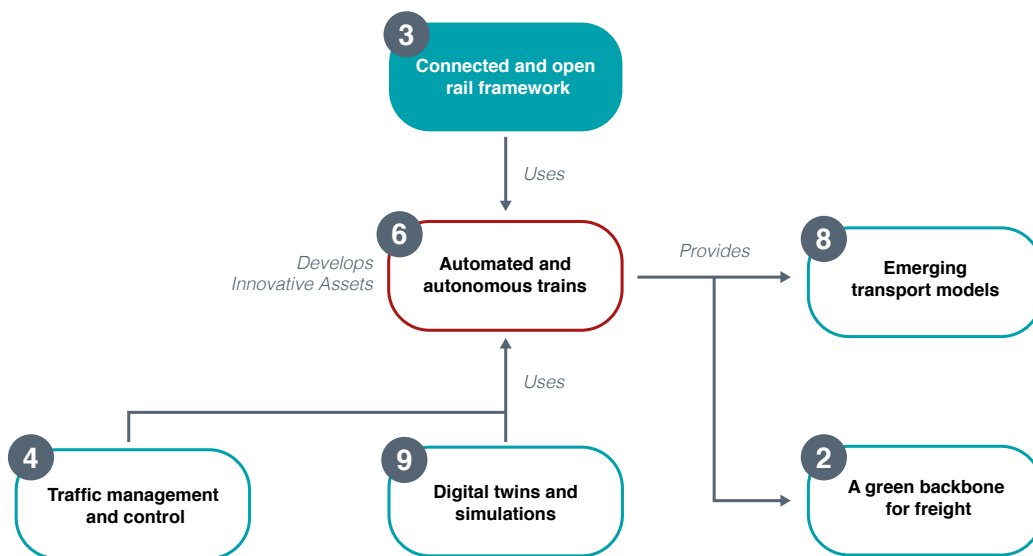 3
Connected and open
rail framework
Uses
6
Automated and
autonomous trains
Develops
Innovative Assets
Provides
8
Emerging
transport models
Uses
4
Traffic management
and control
9
Digital twins and
simulations
2
A green backbone
for freight